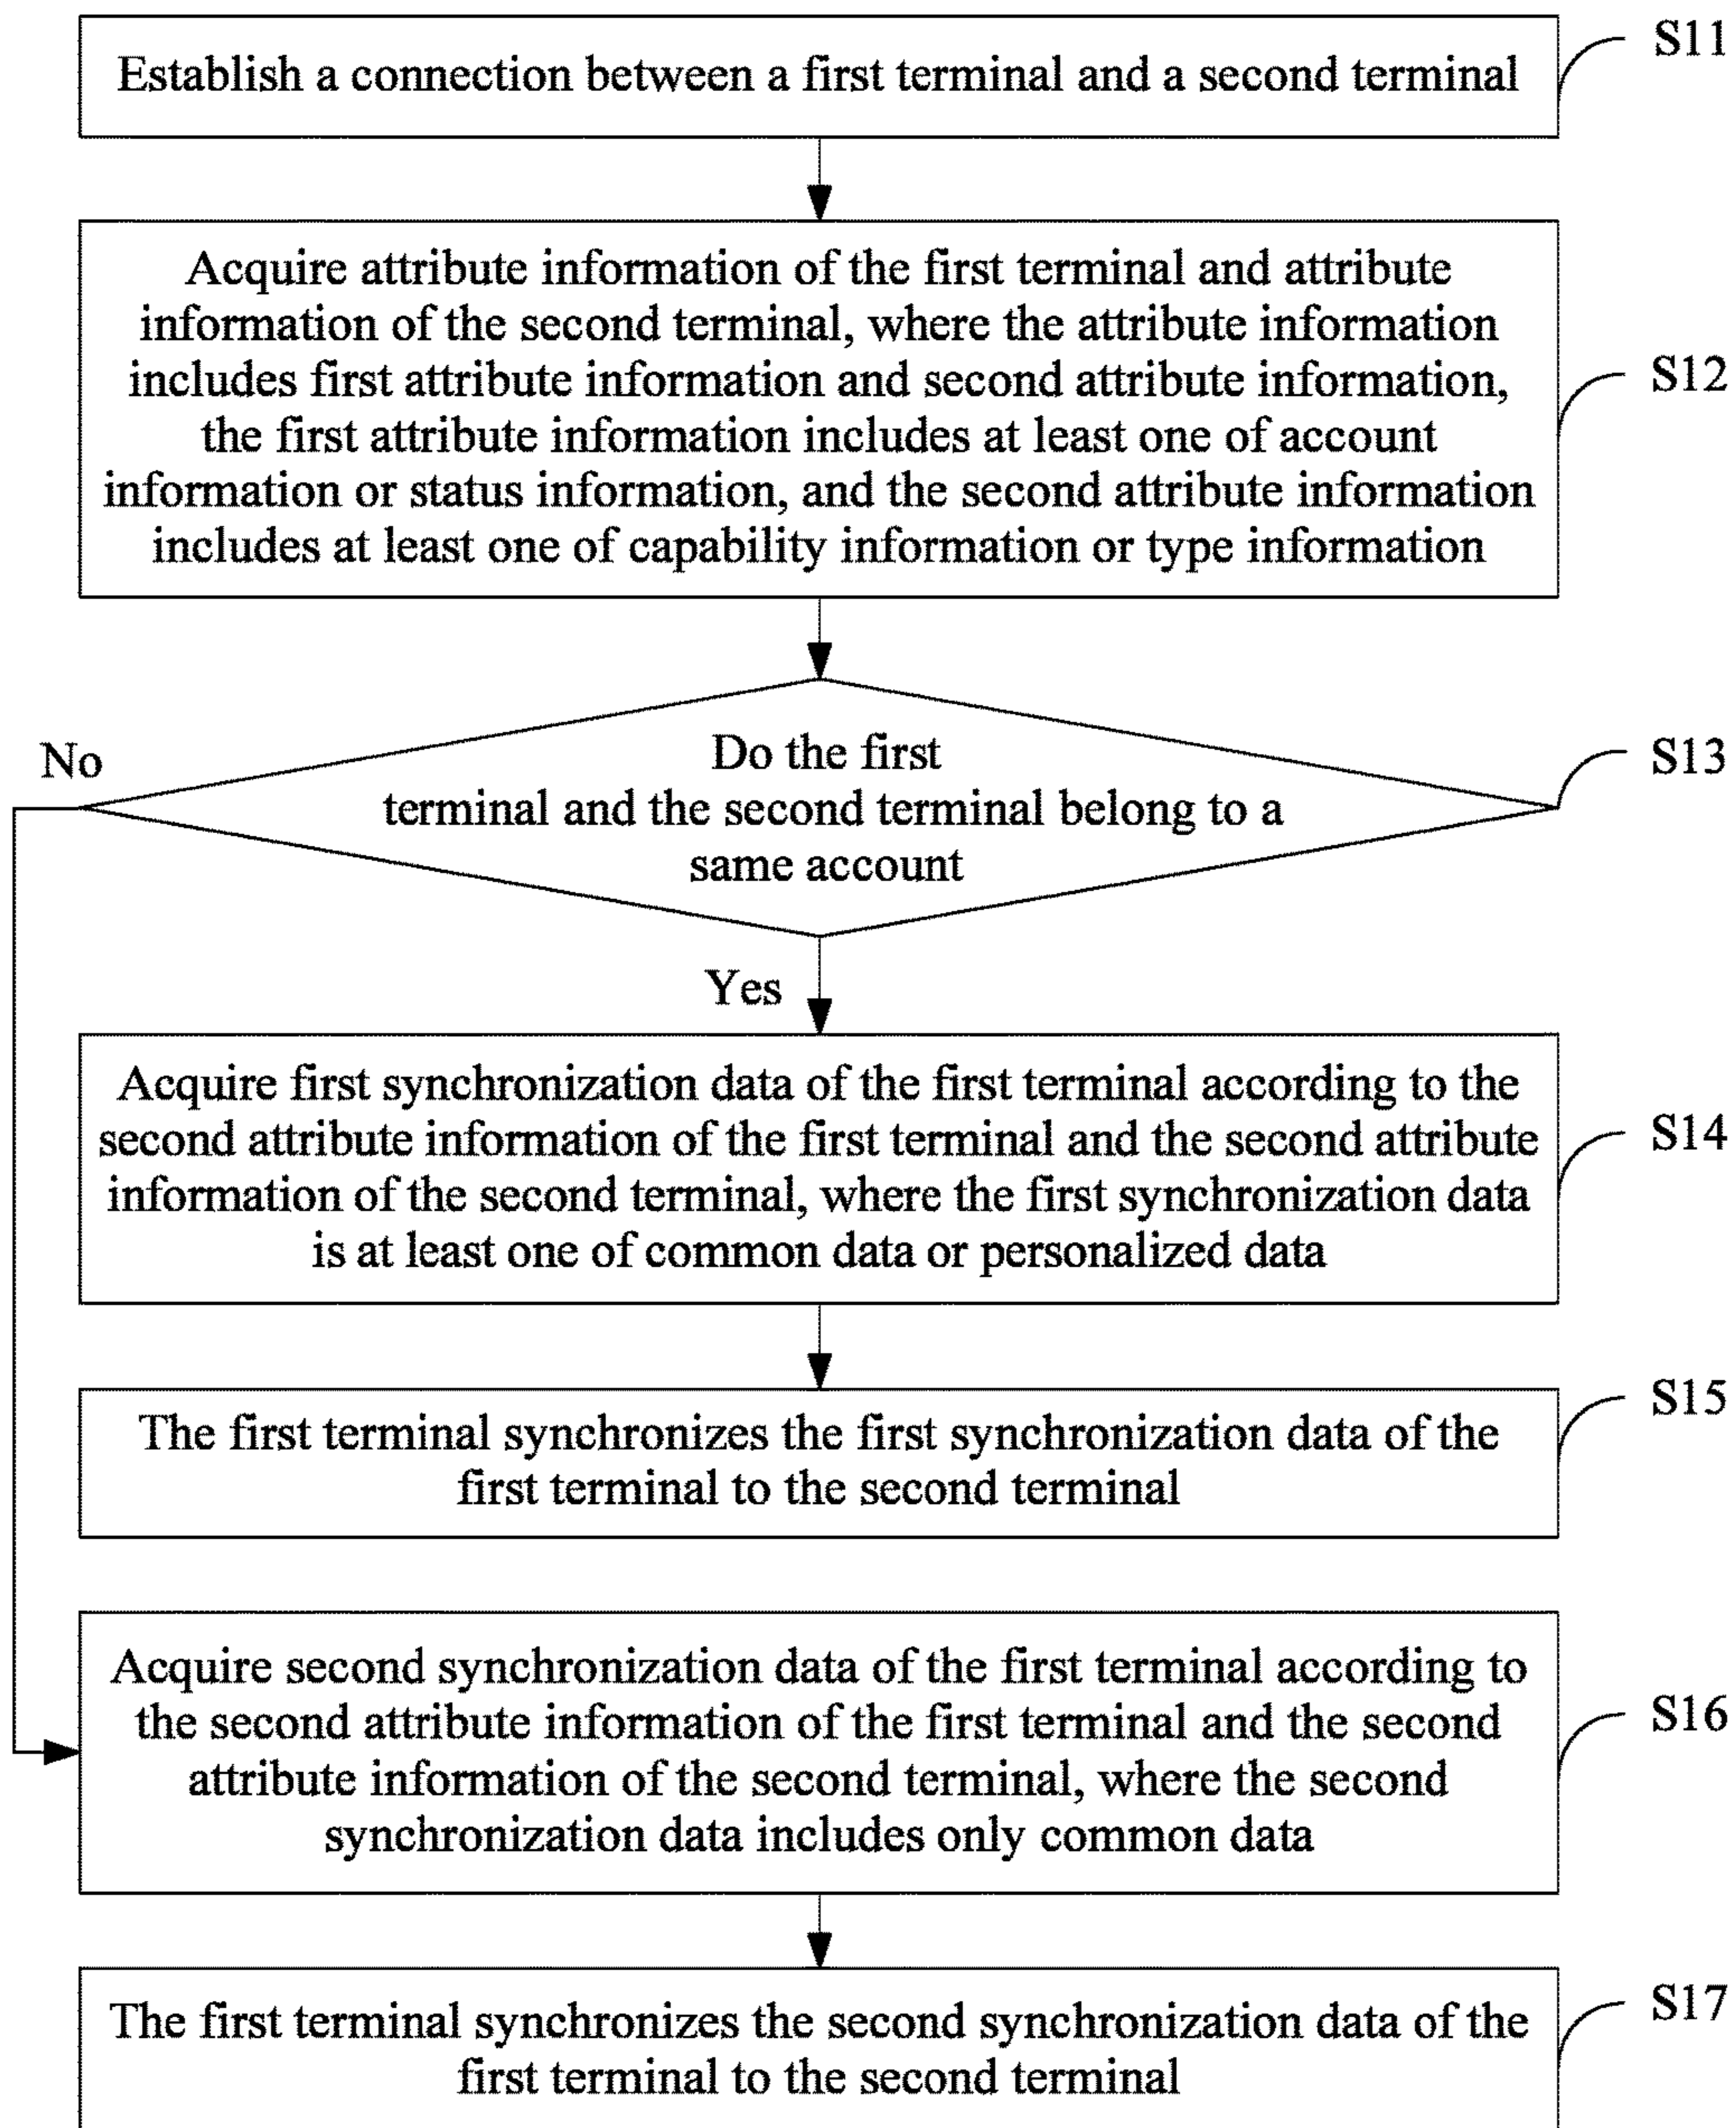 Establish a connection between a first terminal and a second terminal
S11
Acquire attribute information of the first terminal and attribute
information of the second terminal, where the attribute information
includes first attribute information and second attribute information,
the first attribute information includes at least one of account
information or status information, and the second attribute information
includes at least one of capability information or type information
S12
No
Do the first
terminal and the second terminal belong to a
same account
S13
Yes
Acquire first synchronization data of the first terminal according to the
second attribute information of the first terminal and the second attribute
information of the second terminal, where the first synchronization data
is at least one of common data or personalized data
S14
The first terminal synchronizes the first synchronization data of the
first terminal to the second terminal
S15
Acquire second synchronization data of the first terminal according to
the second attribute information of the first terminal and the second
attribute information of the second terminal, where the second
synchronization data includes only common data
S16
The first terminal synchronizes the second synchronization data of the
first terminal to the second terminal
S17